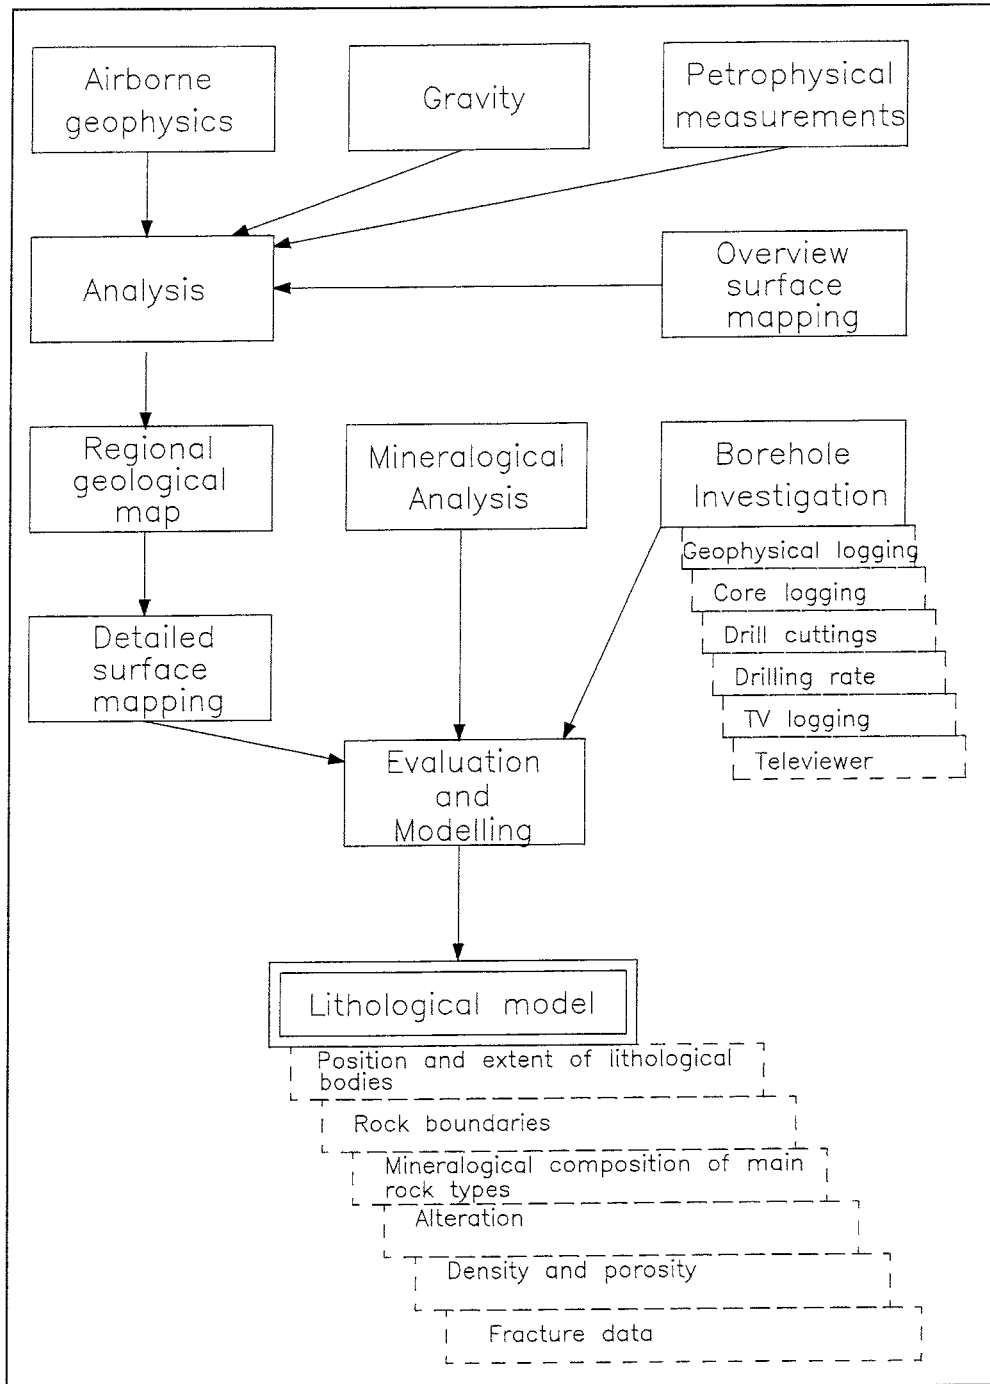 Airborne
geophysics
Gravity
Petrophysical
measurements
Analysis
Overview
surface
mapping
Regional
geological
map
Mineralogical
Analysis
Borehole
Investigation
Geophysical logging
Core logging
Drill cuttings
Drilling rate
TV logging
Televiewer
Detailed
surface
mapping
Evaluation
and
Modelling
Lithological model
Position and extent of lithological
bodies
Rock boundaries
Mineralogical composition of main
rock types
Alteration
Density and porosity
Fracture data